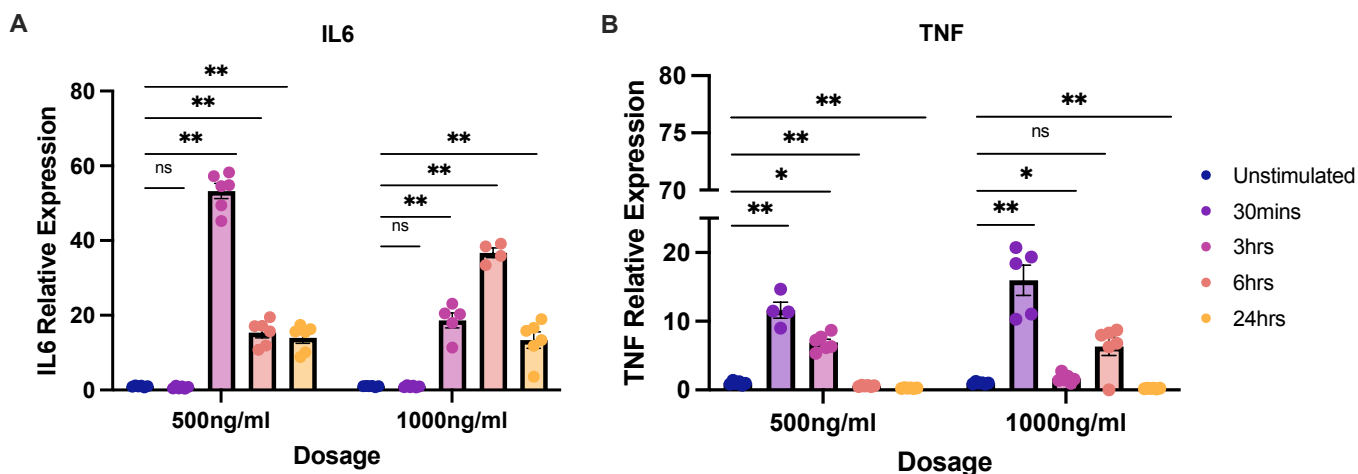 A
IL6
IL6 Relative Expression
80
60
40
20
0
**
**
**
ns
**
**
**
ns
500ng/ml
1000ng/ml
Dosage
B
TNF
TNF Relative Expression
80
75
70
20
10
0
**
**
*
**
**
ns
*
**
500ng/ml
1000ng/ml
Dosage
Unstimulated
30mins
3hrs
6hrs
24hrs